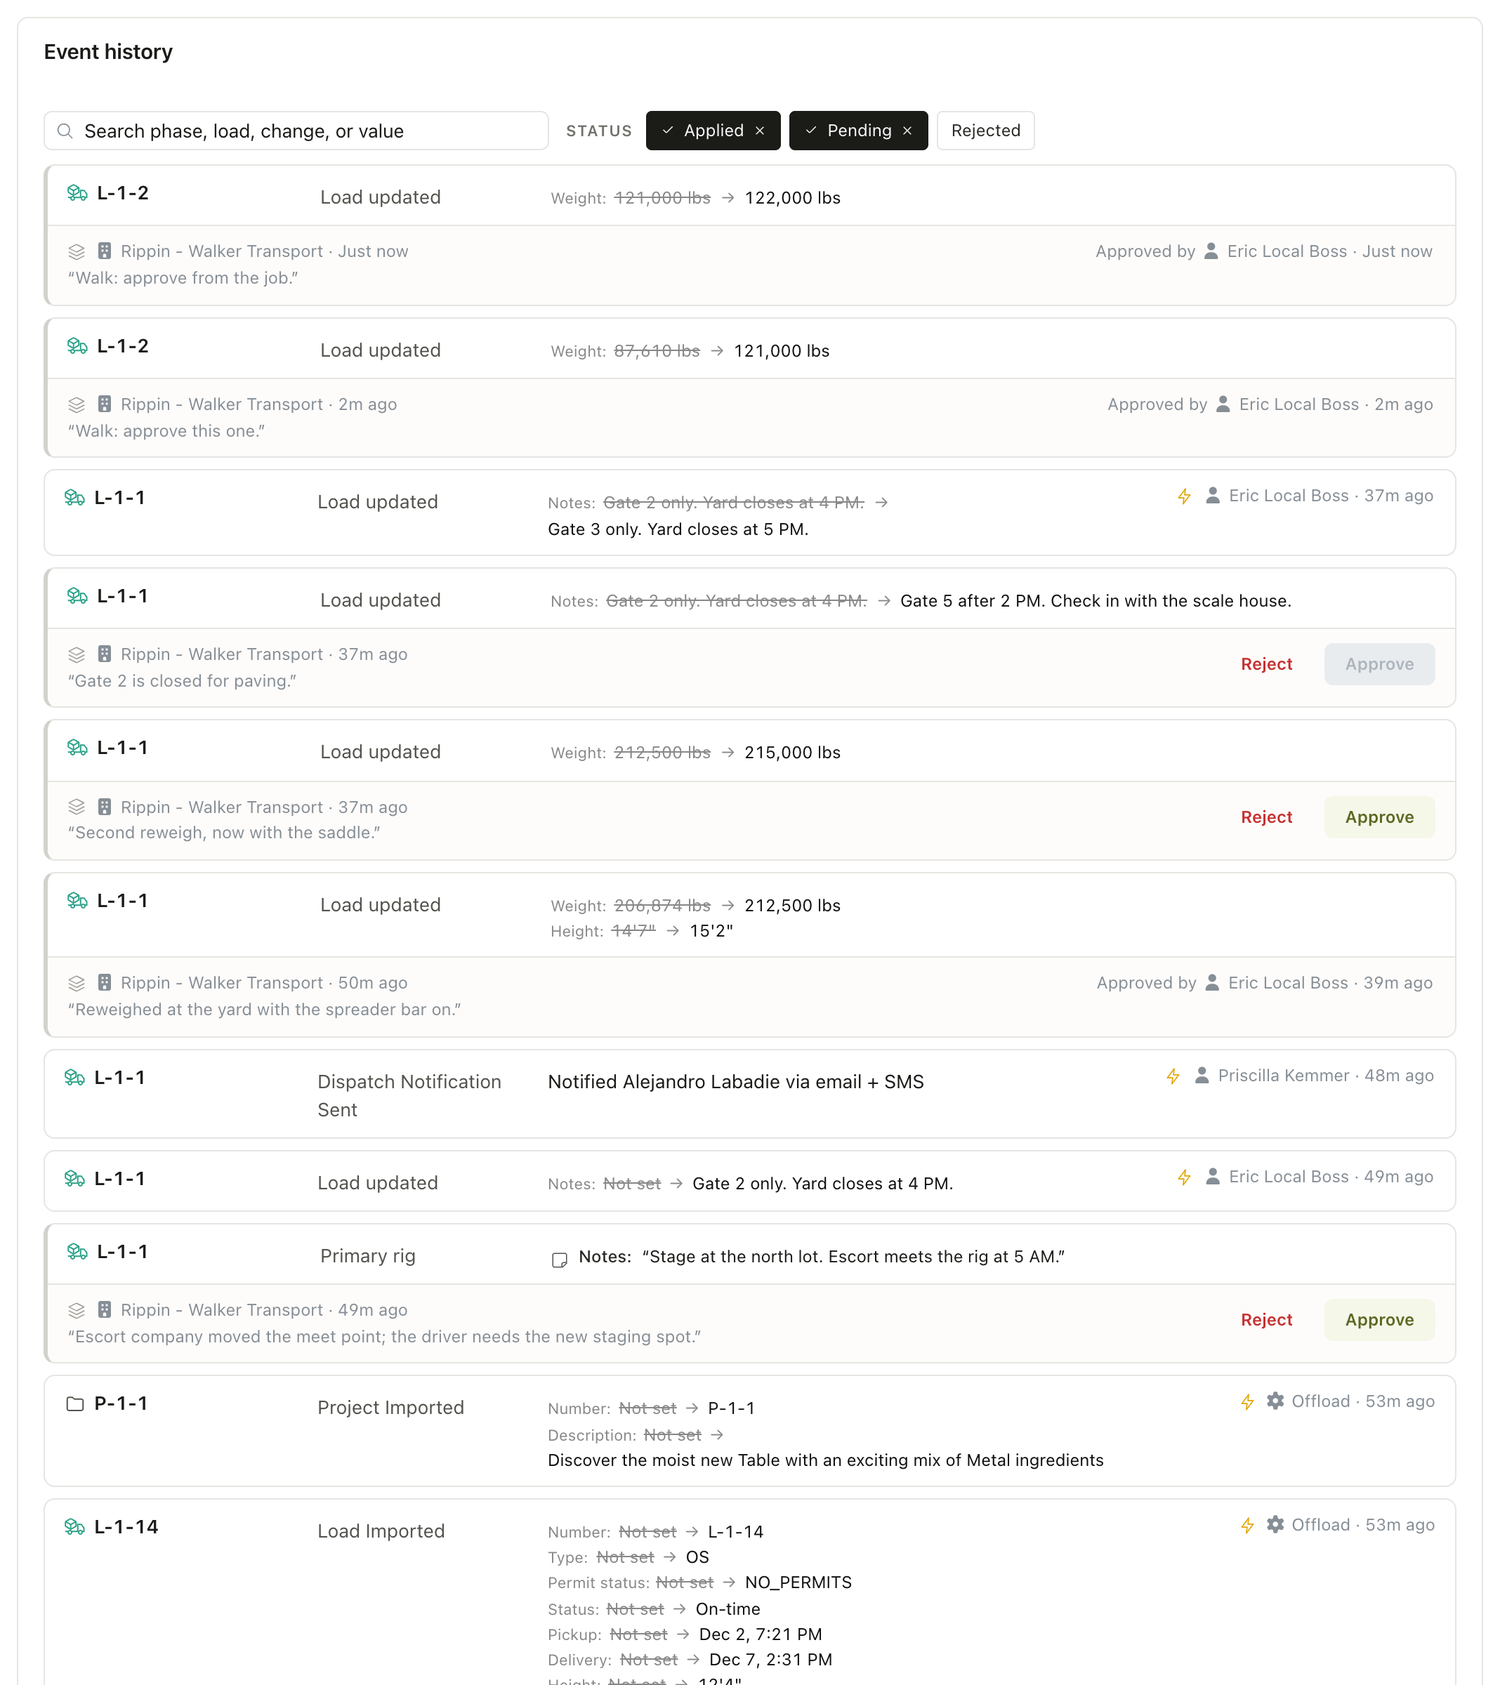 Event history
Search phase, load, change, or value STATUS Applied × Pending × Rejected
L-1-2 Load updated Weight: 121,000 lbs → 122,000 lbs
Rippin - Walker Transport · Just now Approved by Eric Local Boss · Just now
“Walk: approve from the job.”
L-1-2 Load updated Weight: 87,610 lbs → 121,000 lbs
Rippin - Walker Transport · 2m ago Approved by Eric Local Boss · 2m ago
“Walk: approve this one.”
L-1-1 Load updated Notes: Gate 2 only. Yard closes at 4 PM. → Eric Local Boss · 37m ago
Gate 3 only. Yard closes at 5 PM.
L-1-1 Load updated Notes: Gate 2 only. Yard closes at 4 PM. → Gate 5 after 2 PM. Check in with the scale house.
Rippin - Walker Transport · 37m ago Reject Approve
“Gate 2 is closed for paving.”
L-1-1 Load updated Weight: 212,500 lbs → 215,000 lbs
Rippin - Walker Transport · 37m ago Reject Approve
“Second reweigh, now with the saddle.”
L-1-1 Load updated Weight: 206,874 lbs → 212,500 lbs
Height: 14'7" → 15'2"
Rippin - Walker Transport · 50m ago Approved by Eric Local Boss · 39m ago
“Reweighed at the yard with the spreader bar on.”
L-1-1 Dispatch Notification Notified Alejandro Labadie via email + SMS Priscilla Kemmer · 48m ago
Sent
L-1-1 Load updated Notes: Not set → Gate 2 only. Yard closes at 4 PM. Eric Local Boss · 49m ago
L-1-1 Primary rig Notes: “Stage at the north lot. Escort meets the rig at 5 AM.”
Rippin - Walker Transport · 49m ago Reject Approve
“Escort company moved the meet point; the driver needs the new staging spot.”
P-1-1 Project Imported Number: Not set → P-1-1 Offload · 53m ago
Description: Not set →
Discover the moist new Table with an exciting mix of Metal ingredients
L-1-14 Load Imported Number: Not set → L-1-14 Offload · 53m ago
Type: Not set → OS
Permit status: Not set → NO_PERMITS
Status: Not set → On-time
Pickup: Not set → Dec 2, 7:21 PM
Delivery: Not set → Dec 7, 2:31 PM
Height: Not set → 12'4"